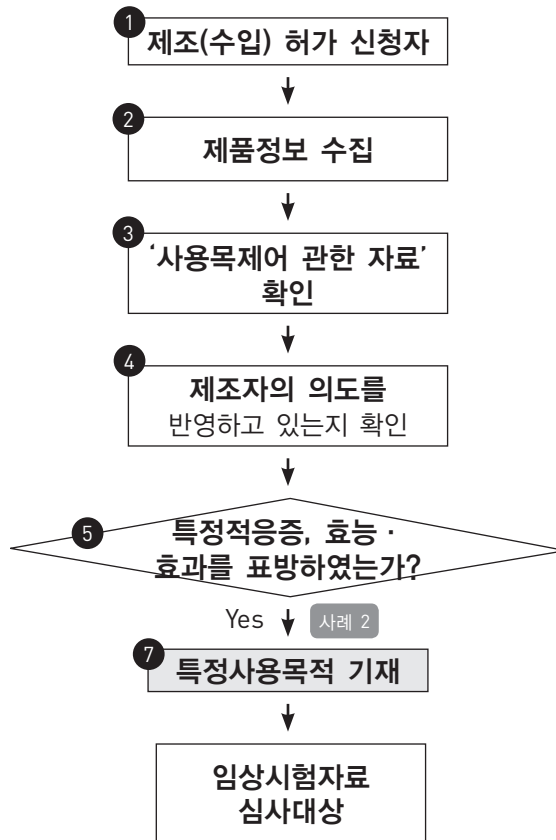 1
제조(수입) 허가 신청자
2
제품정보 수집
3
‘사용목제어 관한 자료’
확인
4
제조자의 의도를
반영하고 있는지 확인
5
특정적응증, 효능 ·
효과를 표방하였는가?
Yes 사례 2
7
특정사용목적 기재
임상시험자료
심사대상